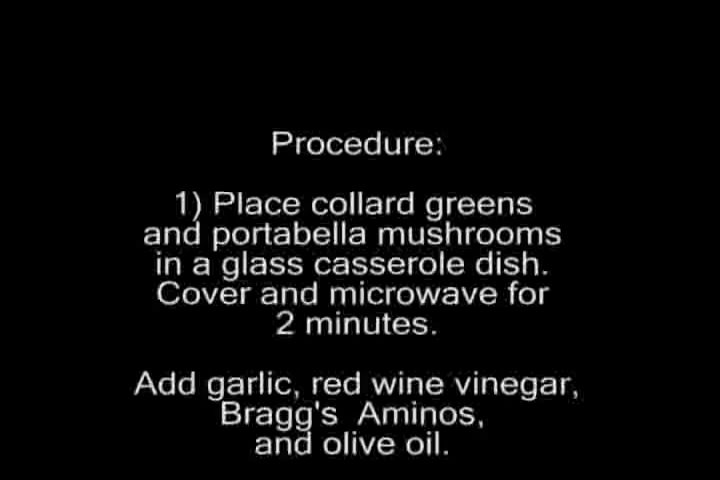 Procedure:
1) Place collard greens
and portabella mushrooms
in a glass casserole dish.
Cover and microwave for
2 minutes.
Add garlic, red wine vinegar,
Bragg's  Aminos,
and olive oil.